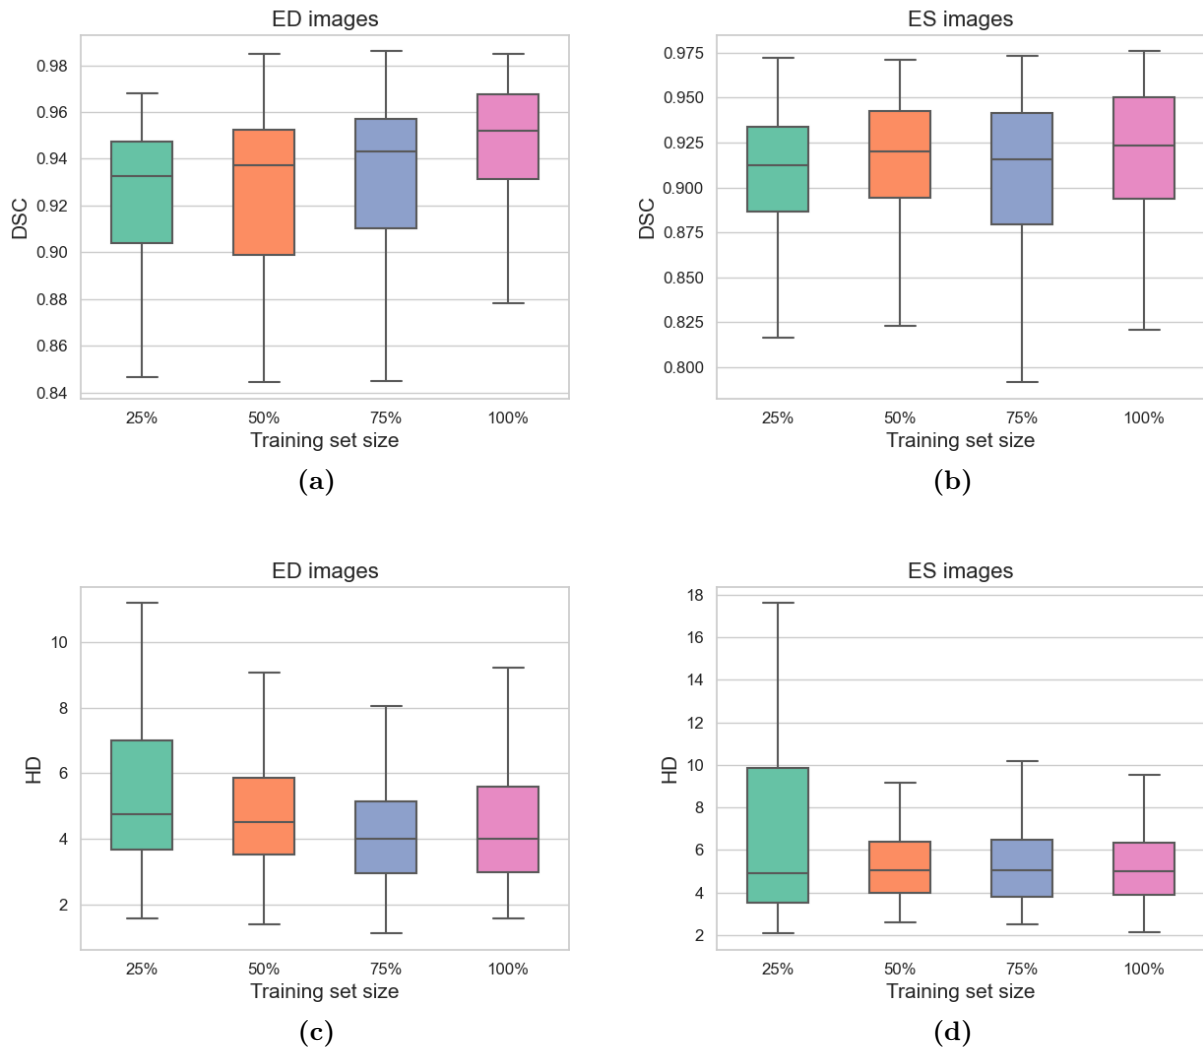 ED images
DSC
0.98
0.96
0.94
0.92
0.90
0.88
0.86
0.84
25% 50% 75% 100%
Training set size
(a)
ES images
DSC
0.975
0.950
0.925
0.900
0.875
0.850
0.825
0.800
25% 50% 75% 100%
Training set size
(b)
ED images
HD
10
8
6
4
2
25% 50% 75% 100%
Training set size
(c)
ES images
HD
18
16
14
12
10
8
6
4
2
25% 50% 75% 100%
Training set size
(d)